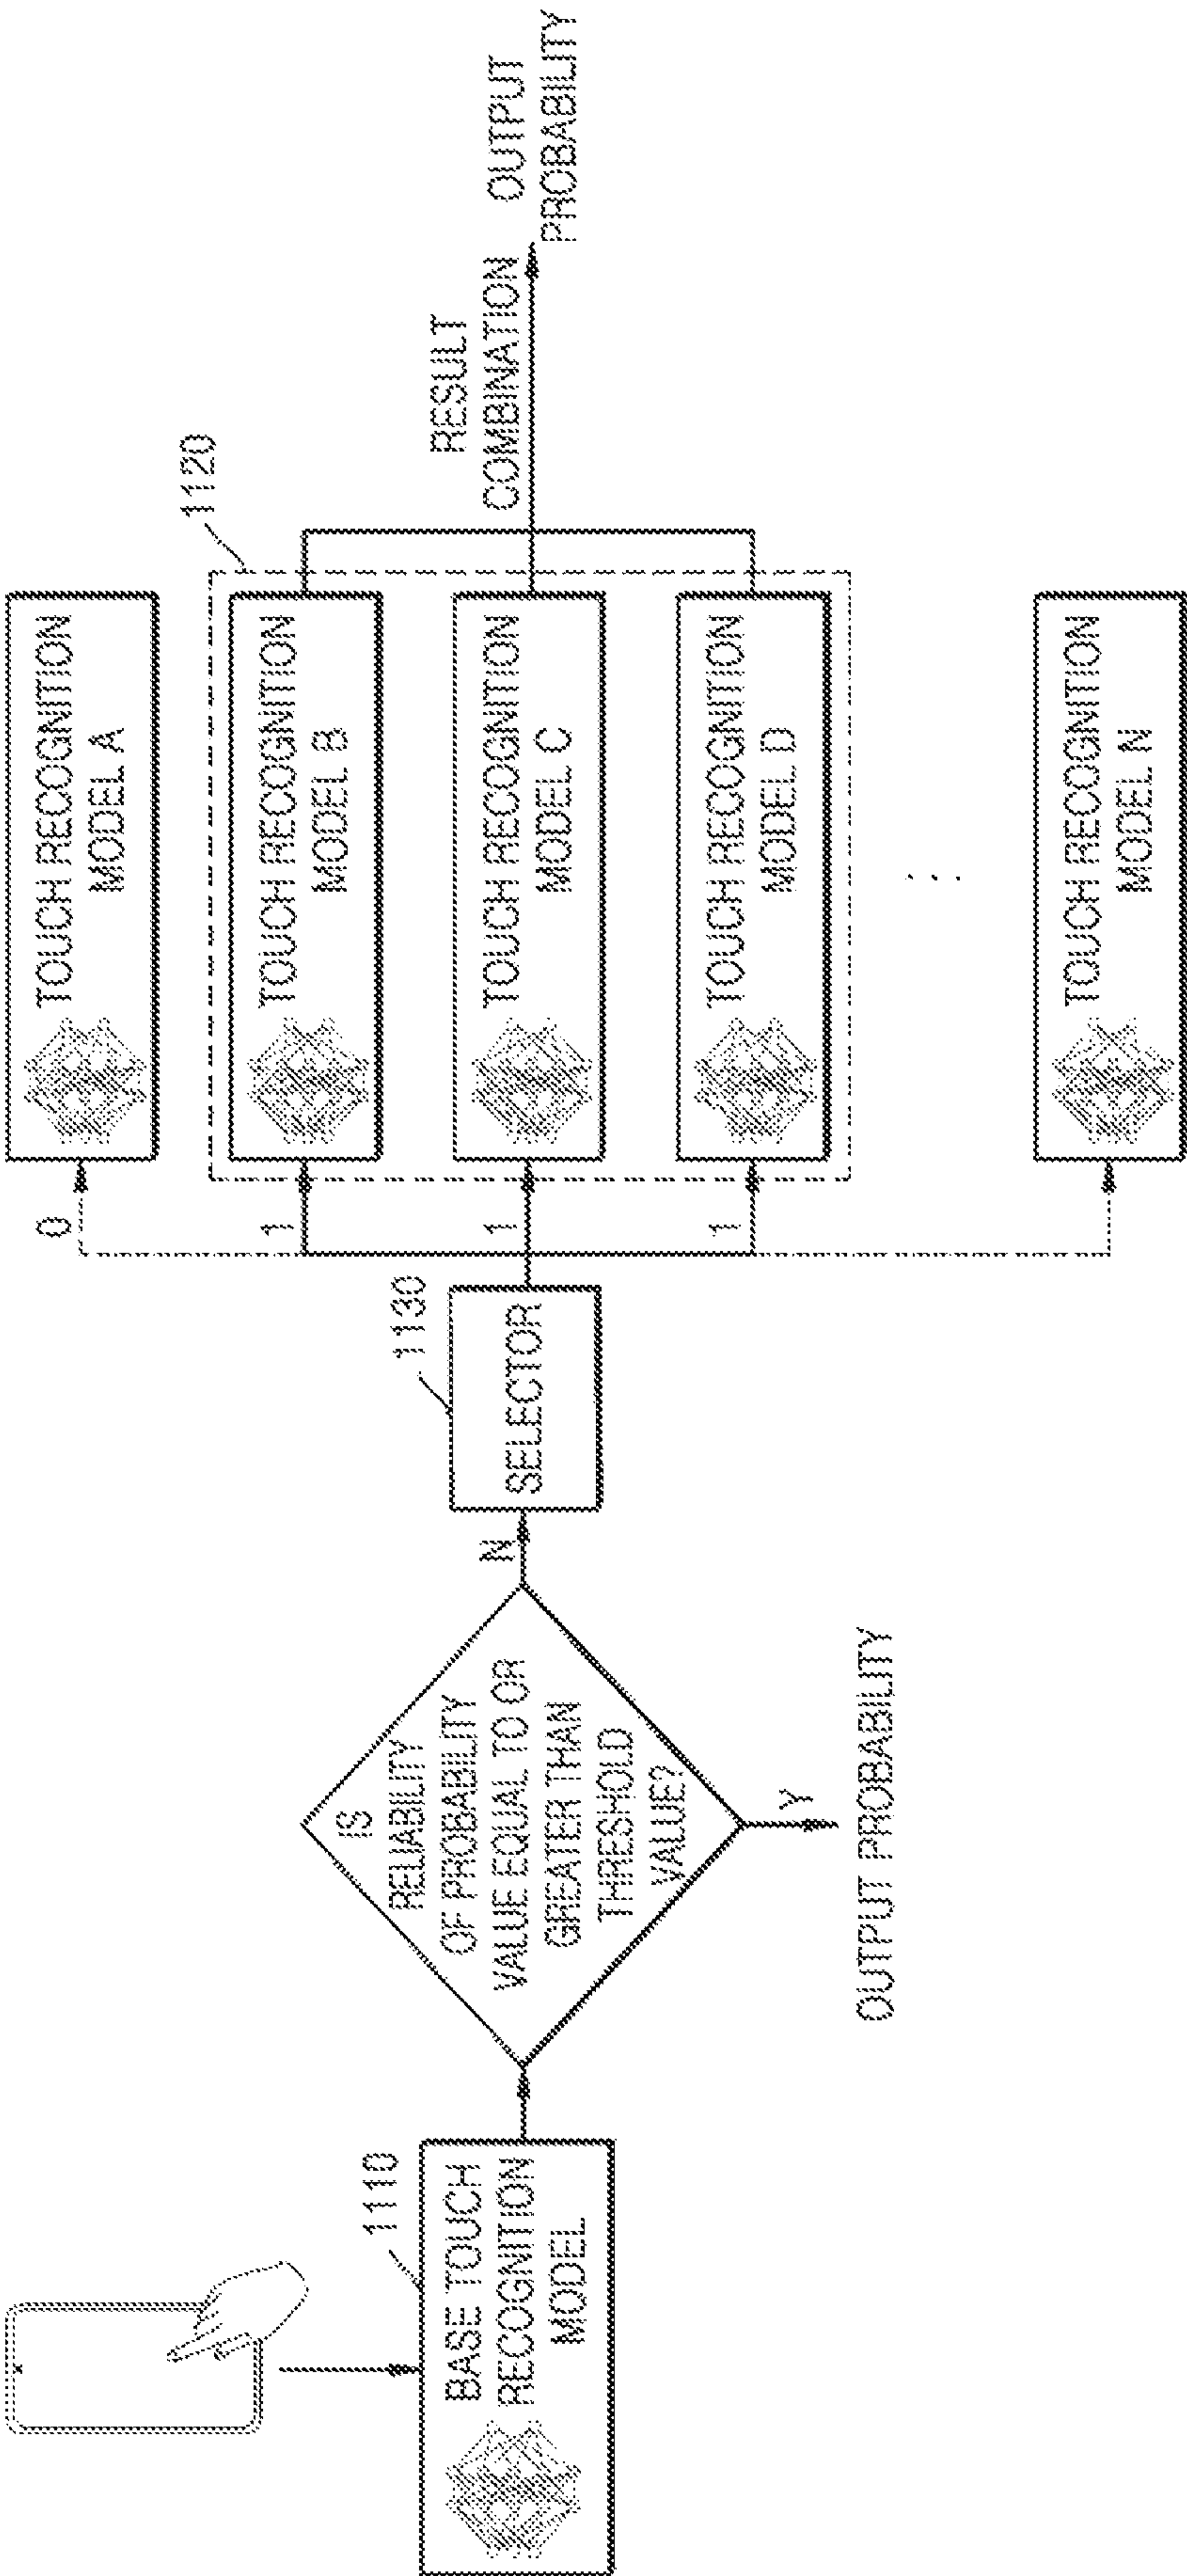 1110
BASE TOUCH
RECOGNITION
MODEL
IS
RELIABILITY
OF PROBABILITY
VALUE EQUAL TO OR
GREATER THAN
THRESHOLD
VALUE?
Y
OUTPUT PROBABILITY
N
1130
SELECTOR
0
1
1
1
TOUCH RECOGNITION
MODEL A
1120
TOUCH RECOGNITION
MODEL B
TOUCH RECOGNITION
MODEL C
TOUCH RECOGNITION
MODEL D
. . .
TOUCH RECOGNITION
MODEL N
RESULT
COMBINATION
OUTPUT
PROBABILITY